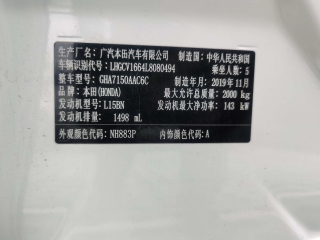 生产厂名：广汽本田汽车有限公司 制造国：中华人民共和国
车辆识别代号：LHGCV1664L8080494 乘坐人数：5
整车型号：GHA7150AAC6C 制造年月：2019年11月
品牌：本田(HONDA) 最大允许总质量：2000 kg
发动机型号：L15BN 发动机最大净功率：143 kW
发动机排量：1498 mL
外观颜色代码：NH883P 内饰颜色代码：A